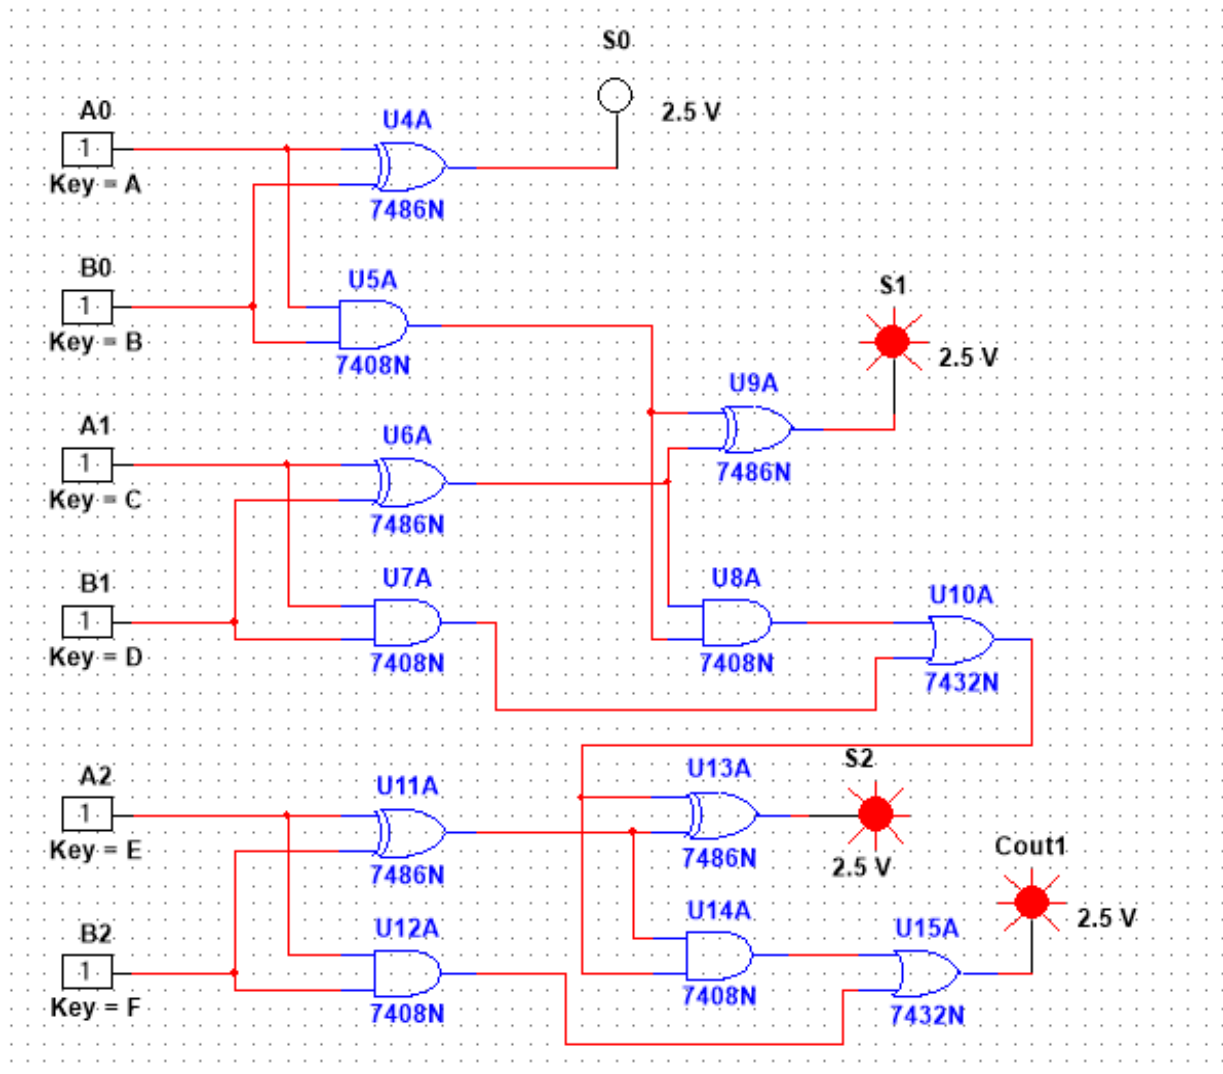 S0
2.5 V
A0
1
Key = A
U4A
7486N
B0
1
Key = B
U5A
7408N
S1
2.5 V
U9A
7486N
A1
1
Key = C
U6A
7486N
B1
1
Key = D
U7A
7408N
U8A
7408N
U10A
7432N
A2
1
Key = E
U11A
7486N
U13A
7486N
S2
2.5 V
Cout1
2.5 V
B2
1
Key = F
U12A
7408N
U14A
7408N
U15A
7432N